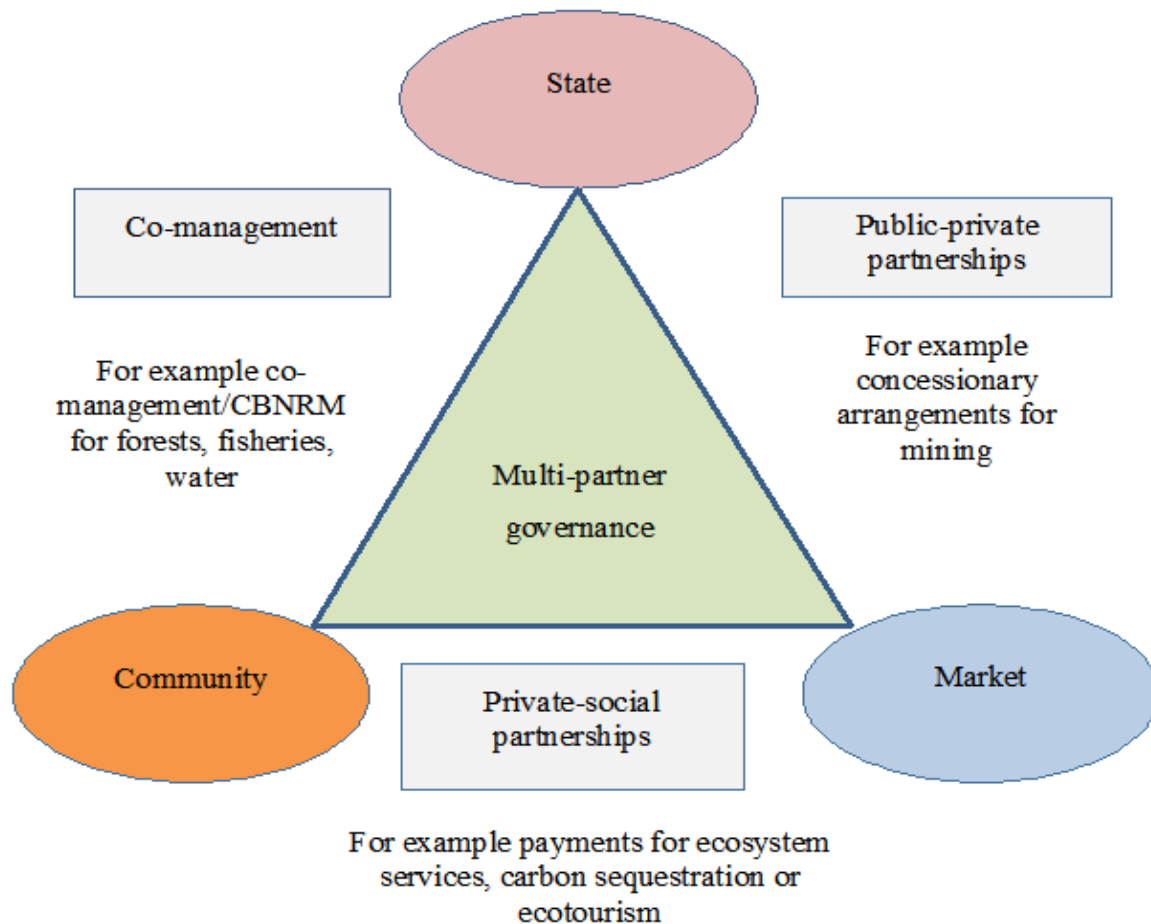 State
Co-management
Public-private
partnerships
For example co-
management/CBNRM
for forests, fisheries,
water
For example
concessionary
arrangements for
mining
Multi-partner
governance
Community
Market
Private-social
partnerships
For example payments for ecosystem
services, carbon sequestration or
ecotourism